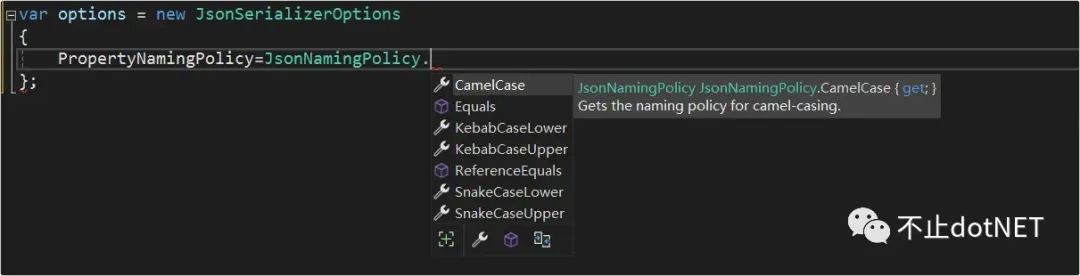 var options = new JsonSerializerOptions
{
PropertyNamingPolicy=JsonNamingPolicy.
};
CamelCase
Equals
KebabCaseLower
KebabCaseUpper
ReferenceEquals
SnakeCaseLower
SnakeCaseUpper
JsonNamingPolicy JsonNamingPolicy.CamelCase { get; }
Gets the naming policy for camel-casing.
不止dotNET